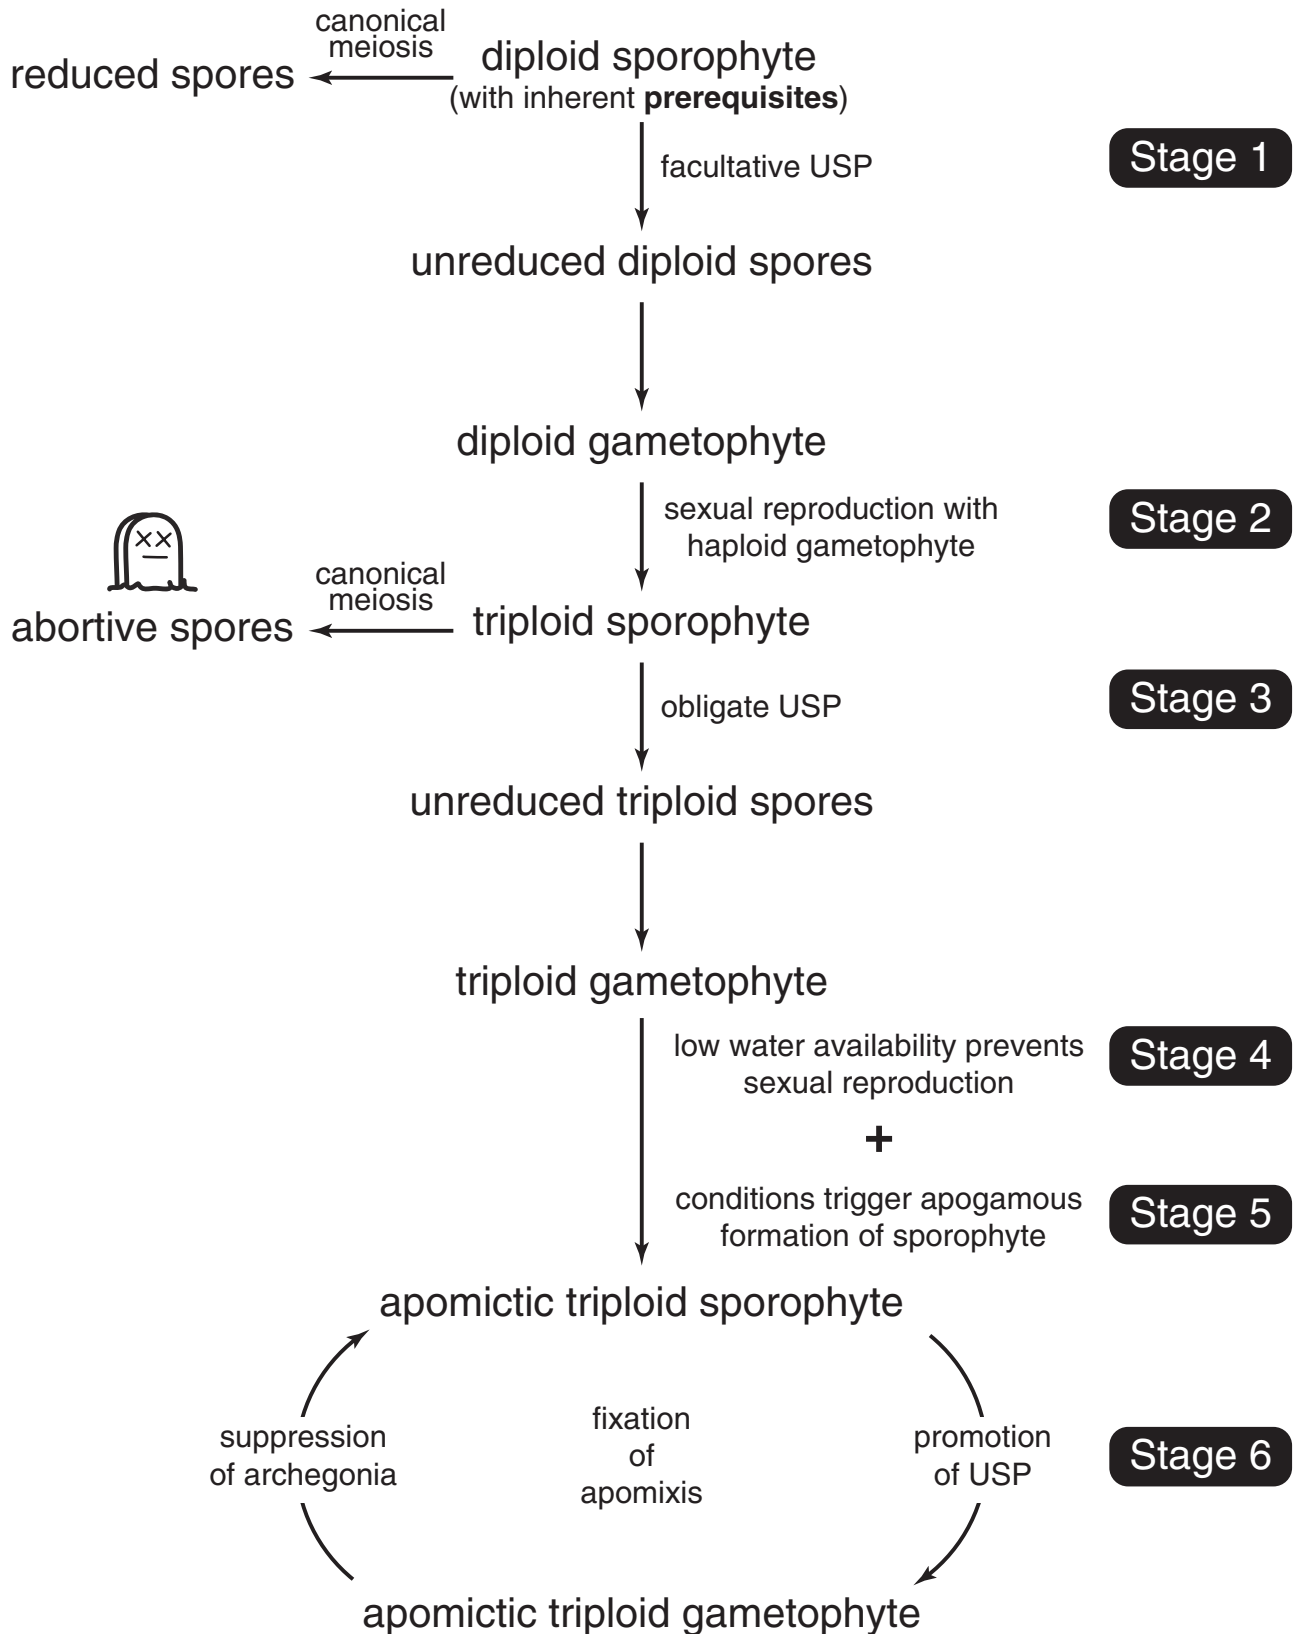 canonical
meiosis
reduced spores
diploid sporophyte
(with inherent prerequisites)
facultative USP
Stage 1
unreduced diploid spores
diploid gametophyte
sexual reproduction with
haploid gametophyte
Stage 2
canonical
meiosis
abortive spores
triploid sporophyte
obligate USP
Stage 3
unreduced triploid spores
triploid gametophyte
low water availability prevents
sexual reproduction
Stage 4
+
conditions trigger apogamous
formation of sporophyte
Stage 5
apomictic triploid sporophyte
suppression
of archegonia
fixation
of
apomixis
promotion
of USP
Stage 6
apomictic triploid gametophyte